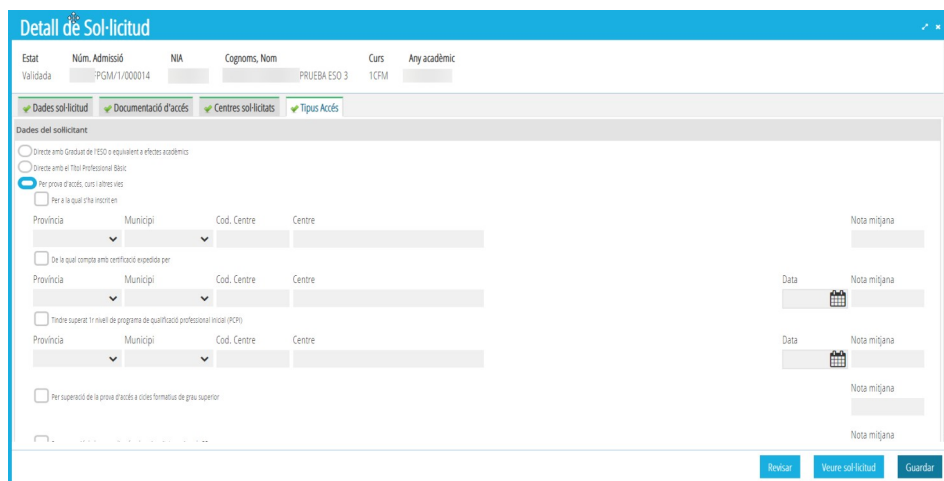 Detall de Sol·licitud
Estat Núm. Admissió NIA Cognoms, Nom Curs Any acadèmic
Validada PGM/1/000014 PRUEBA ESO 3 1CFM
Dades sol·licitud Documentació d'accés Centres sol·licitats Tipus Accés
Dades del sol·licitant
Directe amb Graduat de l'ESO o equivalent a efectes acadèmics
Directe amb el Títol Professional Bàsic
Per prova d'accés, curs i altres vies
Per a la qual s'ha inscrit en
Província Municipi Cod. Centre Centre Nota mitjana
De la qual compta amb certificació expedida per
Província Municipi Cod. Centre Centre Data Nota mitjana
Tindre superat 1r nivell de programa de qualificació professional inicial (PCPI)
Província Municipi Cod. Centre Centre Data Nota mitjana
Nota mitjana
Per superació de la prova d'accés a cicles formatius de grau superior
Nota mitjana
Revisar Veure sol·licitud Guardar